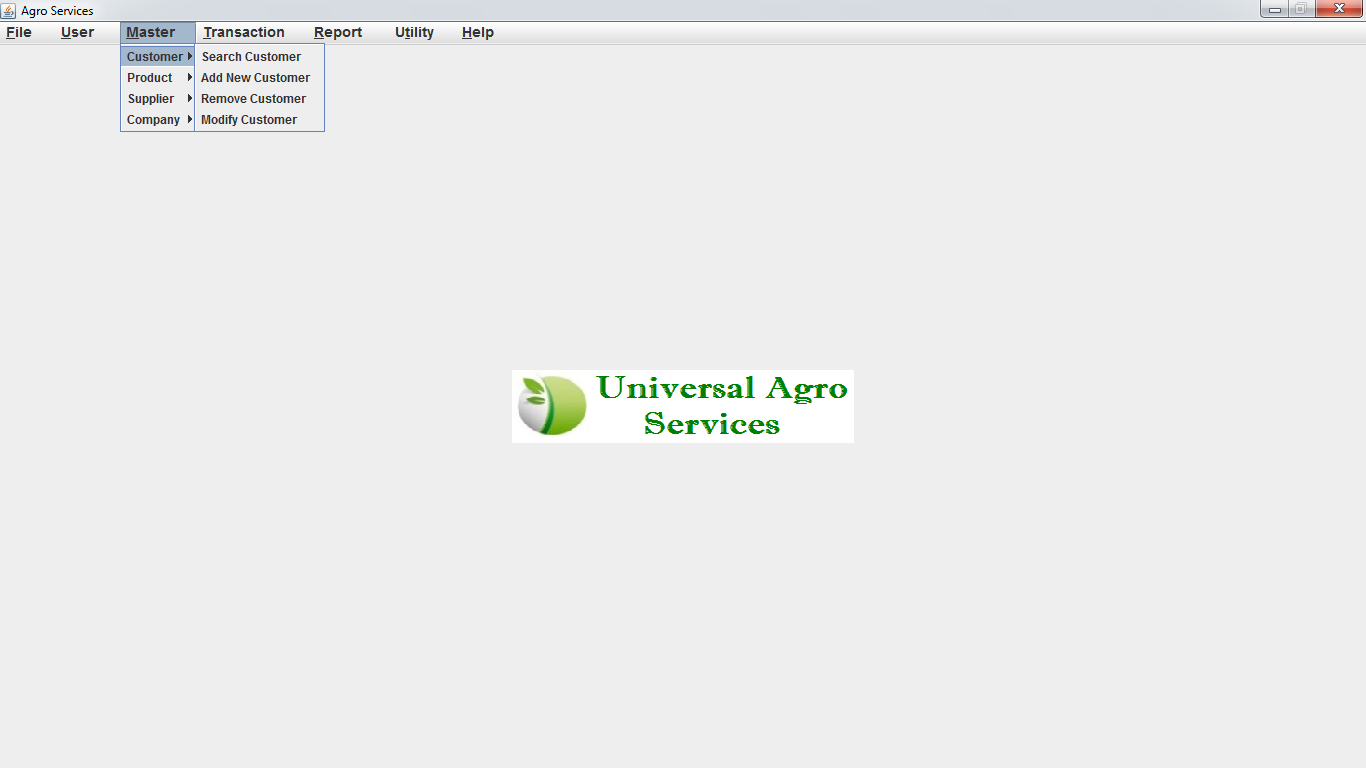 Agro Services
File User Master Transaction Report Utility Help
Customer Search Customer
Product Add New Customer
Supplier Remove Customer
Company Modify Customer
Universal Agro
Services